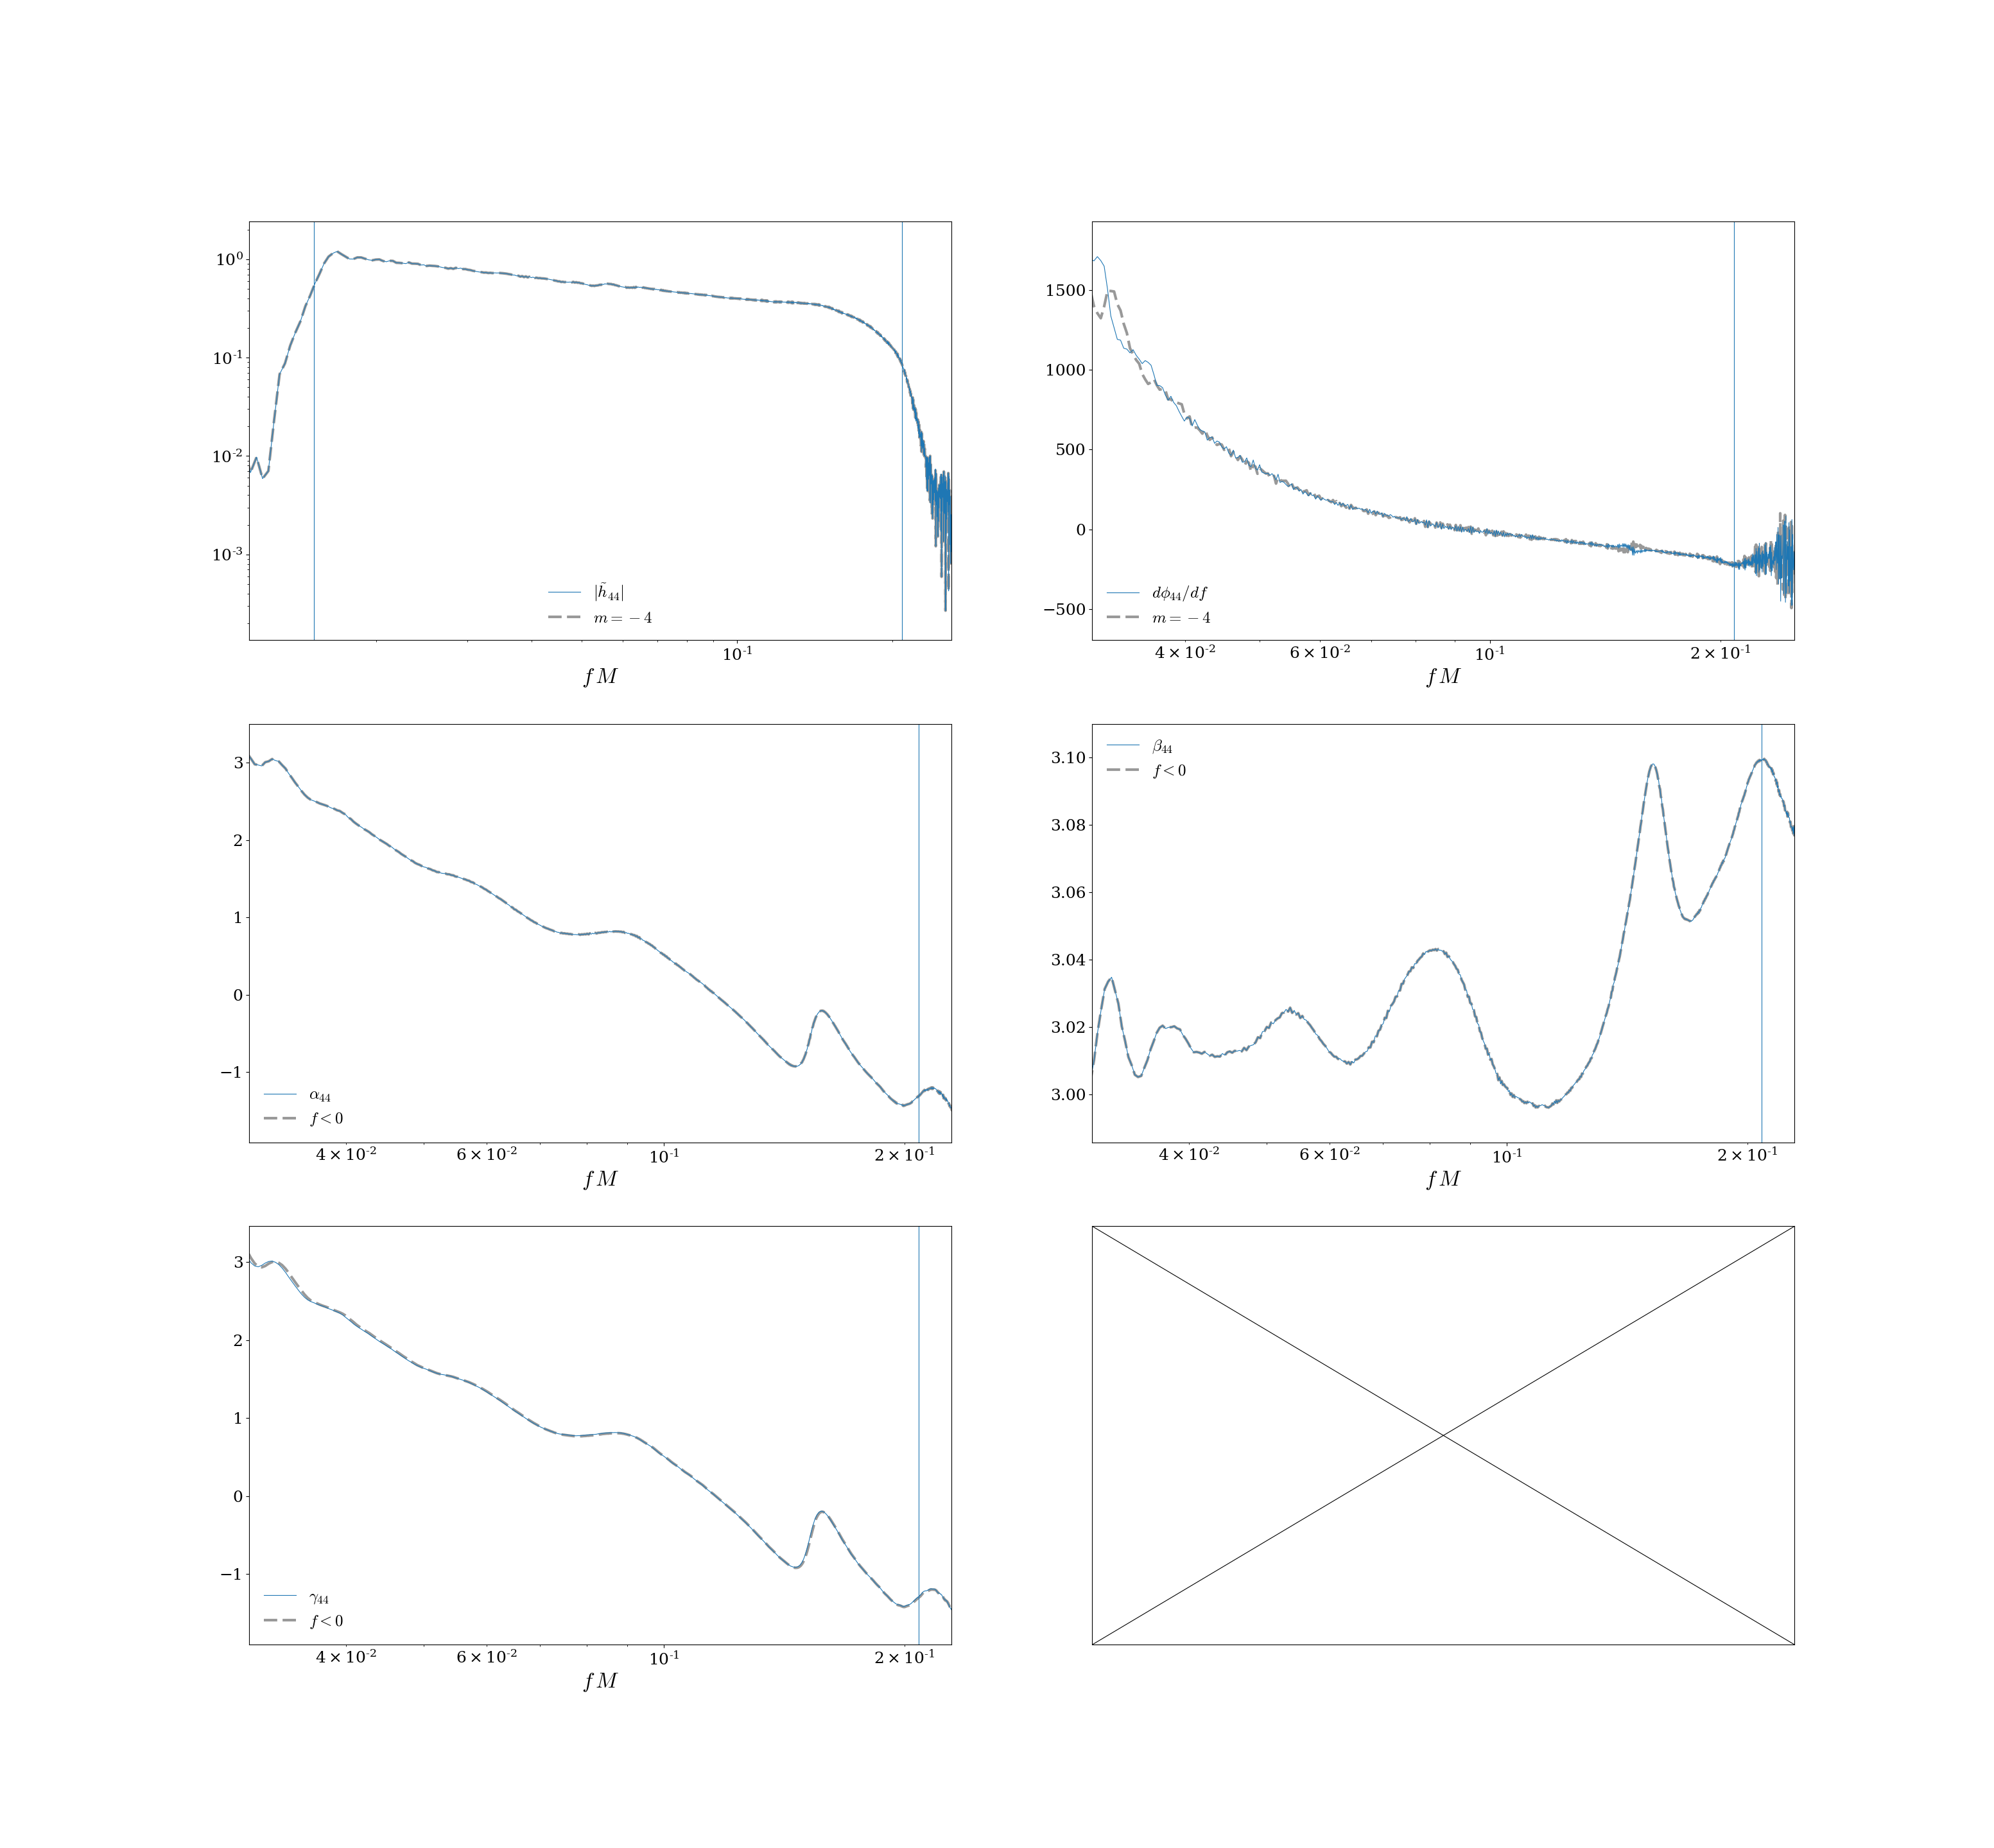 10⁰
10⁻¹
10⁻²
10⁻³
|h̃₄₄|
m = −4
10⁻¹
fM
1500
1000
500
0
−500
dϕ₄₄/df
m = −4
4 × 10⁻²
6 × 10⁻²
10⁻¹
2 × 10⁻¹
fM
3
2
1
0
−1
α₄₄
f < 0
4 × 10⁻²
6 × 10⁻²
10⁻¹
2 × 10⁻¹
fM
3.10
3.08
3.06
3.04
3.02
3.00
β₄₄
f < 0
4 × 10⁻²
6 × 10⁻²
10⁻¹
2 × 10⁻¹
fM
3
2
1
0
−1
γ₄₄
f < 0
4 × 10⁻²
6 × 10⁻²
10⁻¹
2 × 10⁻¹
fM